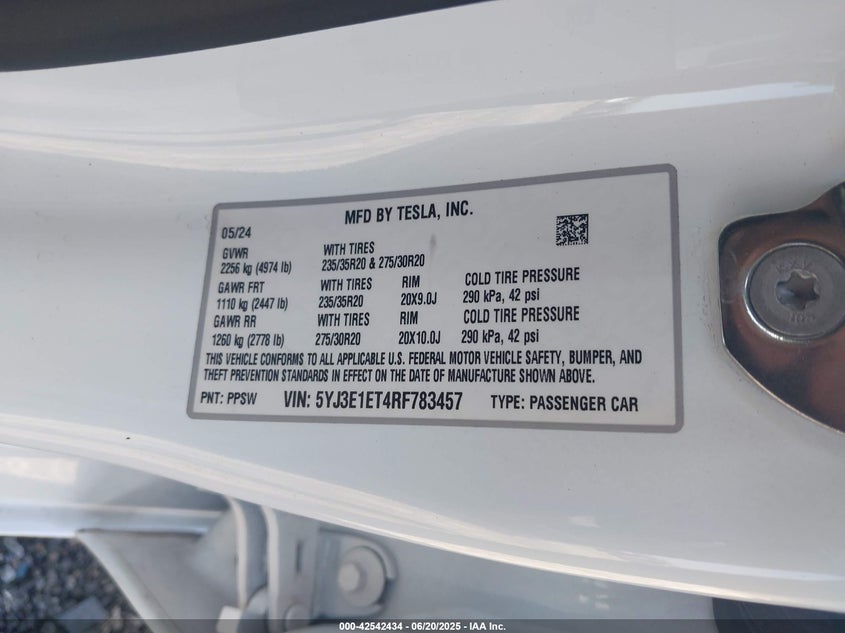 MFD BY TESLA, INC.
05/24
GVWR WITH TIRES
2256 kg (4974 lb) 235/35R20 & 275/30R20
GAWR FRT WITH TIRES RIM COLD TIRE PRESSURE
1110 kg (2447 lb) 235/35R20 20X9.0J 290 kPa, 42 psi
GAWR RR WITH TIRES RIM COLD TIRE PRESSURE
1260 kg (2778 lb) 275/30R20 20X10.0J 290 kPa, 42 psi
THIS VEHICLE CONFORMS TO ALL APPLICABLE U.S. FEDERAL MOTOR VEHICLE SAFETY, BUMPER, AND
THEFT PREVENTION STANDARDS IN EFFECT ON THE DATE OF MANUFACTURE SHOWN ABOVE.
PNT: PPSW VIN: 5YJ3E1ET4RF783457 TYPE: PASSENGER CAR
000-42542434 - 06/20/2025 - IAA Inc.